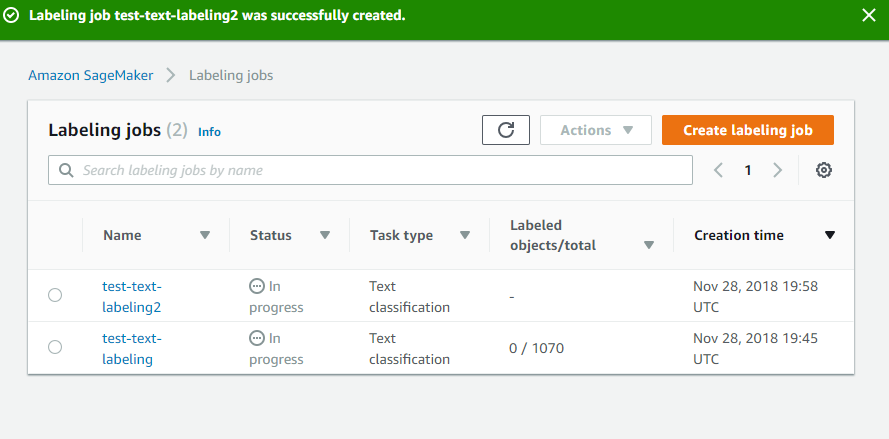 Labeling job test-text-labeling2 was successfully created.
Amazon SageMaker > Labeling jobs
Labeling jobs (2) Info
Actions
Create labeling job
Search labeling jobs by name
1
Name Status Task type Labeled objects/total Creation time
test-text-
labeling2
In
progress
Text
classification
-
Nov 28, 2018 19:58
UTC
test-text-
labeling
In
progress
Text
classification
0 / 1070
Nov 28, 2018 19:45
UTC